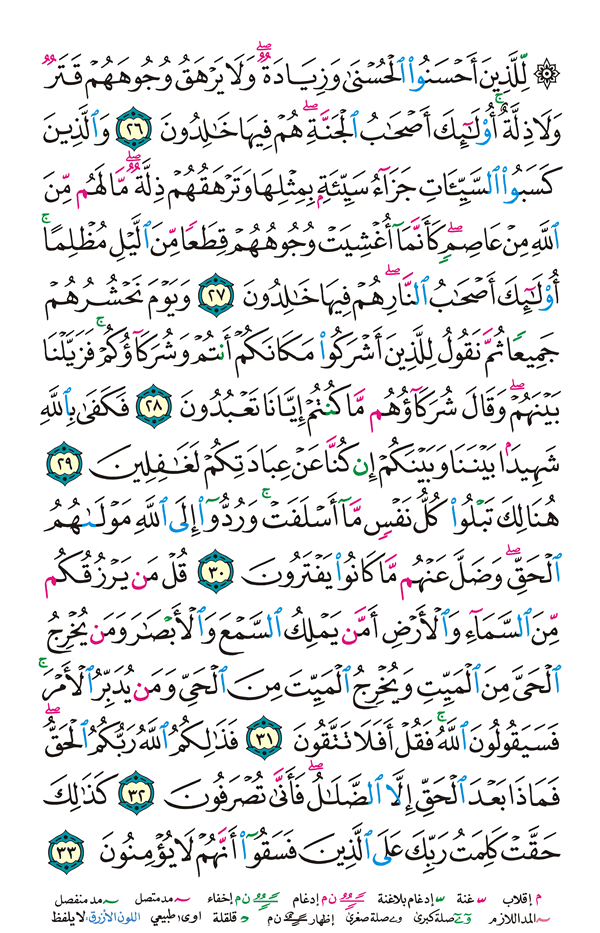 ۞ لِّلَّذِينَ أَحْسَنُوا۟ ٱلْحُسْنَىٰ وَزِيَادَةٌۭ ۖ وَلَا يَرْهَقُ وُجُوهَهُمْ قَتَرٌۭ
وَلَا ذِلَّةٌ ۚ أُو۟لَٰٓئِكَ أَصْحَٰبُ ٱلْجَنَّةِ ۖ هُمْ فِيهَا خَٰلِدُونَ ٢٦ وَٱلَّذِينَ
كَسَبُوا۟ ٱلسَّيِّـَٔاتِ جَزَآءُ سَيِّئَةٍۭ بِمِثْلِهَا وَتَرْهَقُهُمْ ذِلَّةٌۭ ۖ مَّا لَهُم مِّنَ
ٱللَّهِ مِنْ عَاصِمٍۢ ۖ كَأَنَّمَآ أُغْشِيَتْ وُجُوهُهُمْ قِطَعًۭا مِّنَ ٱلَّيْلِ مُظْلِمًا ۚ
أُو۟لَٰٓئِكَ أَصْحَٰبُ ٱلنَّارِ ۖ هُمْ فِيهَا خَٰلِدُونَ ٢٧ وَيَوْمَ نَحْشُرُهُمْ
جَمِيعًۭا ثُمَّ نَقُولُ لِلَّذِينَ أَشْرَكُوا۟ مَكَانَكُمْ أَنتُمْ وَشُرَكَآؤُكُمْ ۚ فَزَيَّلْنَا
بَيْنَهُمْ ۖ وَقَالَ شُرَكَآؤُهُم مَّا كُنتُمْ إِيَّانَا تَعْبُدُونَ ٢٨ فَكَفَىٰ بِٱللَّهِ
شَهِيدًۢا بَيْنَنَا وَبَيْنَكُمْ إِن كُنَّا عَنْ عِبَادَتِكُمْ لَغَٰفِلِينَ ٢٩
هُنَالِكَ تَبْلُوا۟ كُلُّ نَفْسٍۢ مَّآ أَسْلَفَتْ ۚ وَرُدُّوٓا۟ إِلَى ٱللَّهِ مَوْلَىٰهُمُ
ٱلْحَقِّ ۖ وَضَلَّ عَنْهُم مَّا كَانُوا۟ يَفْتَرُونَ ٣٠ قُلْ مَن يَرْزُقُكُم
مِّنَ ٱلسَّمَآءِ وَٱلْأَرْضِ أَمَّن يَمْلِكُ ٱلسَّمْعَ وَٱلْأَبْصَٰرَ وَمَن يُخْرِجُ
ٱلْحَىَّ مِنَ ٱلْمَيِّتِ وَيُخْرِجُ ٱلْمَيِّتَ مِنَ ٱلْحَىِّ وَمَن يُدَبِّرُ ٱلْأَمْرَ ۚ
فَسَيَقُولُونَ ٱللَّهُ ۚ فَقُلْ أَفَلَا تَتَّقُونَ ٣١ فَذَٰلِكُمُ ٱللَّهُ رَبُّكُمُ ٱلْحَقُّ ۖ
فَمَاذَا بَعْدَ ٱلْحَقِّ إِلَّا ٱلضَّلَٰلُ ۖ فَأَنَّىٰ تُصْرَفُونَ ٣٢ كَذَٰلِكَ
حَقَّتْ كَلِمَتُ رَبِّكَ عَلَى ٱلَّذِينَ فَسَقُوٓا۟ أَنَّهُمْ لَا يُؤْمِنُونَ ٣٣
م إقلاب غنة إدغام بلاغنة ن م إدغام ن م إخفاء مد متصل مد منفصل
المد اللازم صلة كبرى صلة صغرى إظهار ن م قلقلة اوى طبيعي اللون الأزرق: لا يلفظ